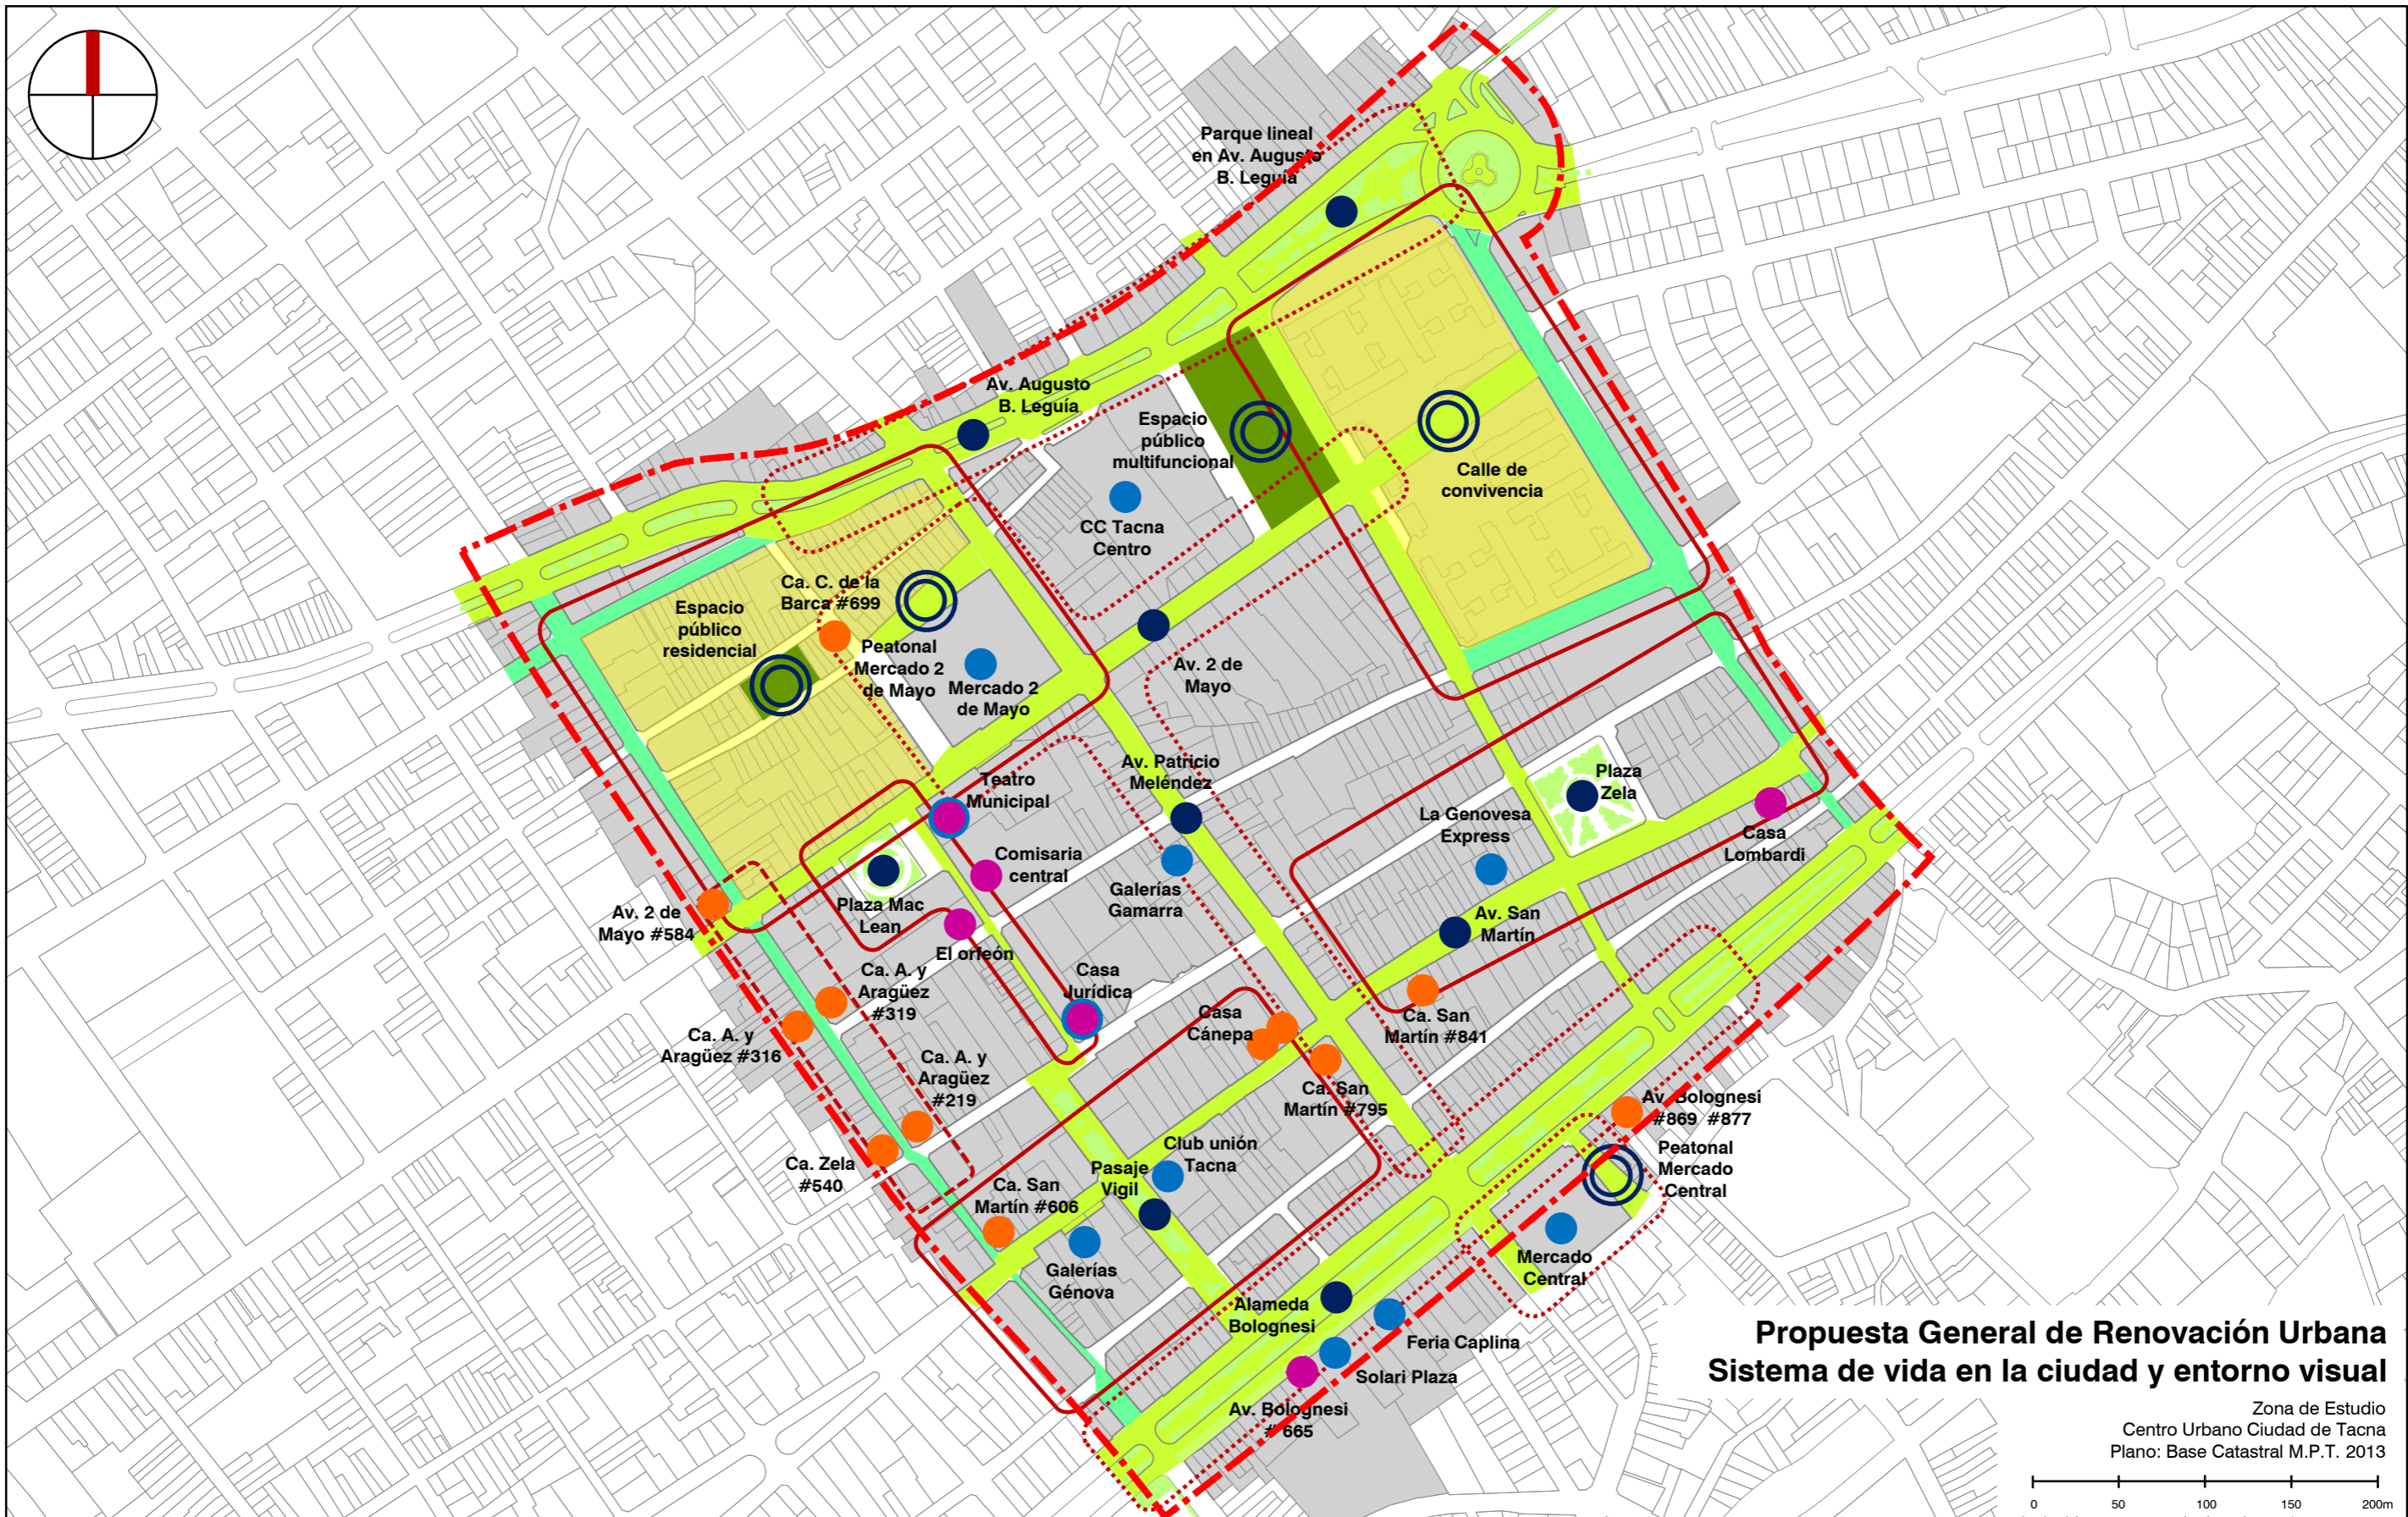 Parque lineal
en Av. Augusto
B. Leguía
Av. Augusto
B. Leguía
Espacio
público
multifuncional
Calle de
convivencia
CC Tacna
Centro
Ca. C. de la
Barca #699
Espacio
público
residencial
Peatonal
Mercado 2
de Mayo
Mercado 2
de Mayo
Av. 2 de
Mayo
Av. Patricio
Meléndez
Teatro
Municipal
Plaza
Zela
La Genovesa
Express
Casa
Lombardi
Comisaria
central
Galerías
Gamarra
Plaza Mac
Lean
Av. 2 de
Mayo #584
Av. San
Martín
El orfeón
Ca. A. y
Aragüez
#319
Casa
Jurídica
Casa
Cánepa
Ca. San
Martín #841
Ca. A. y
Aragüez #316
Ca. A. y
Aragüez
#219
Ca. San
Martín #795
Av. Bolognesi
#869 #877
Club unión
Tacna
Peatonal
Mercado
Central
Ca. Zela
#540
Pasaje
Vigil
Ca. San
Martín #606
Mercado
Central
Galerías
Génova
Alameda
Bolognesi
Feria Caplina
Solari Plaza
Av. Bolognesi
# 665
Propuesta General de Renovación Urbana
Sistema de vida en la ciudad y entorno visual
Zona de Estudio
Centro Urbano Ciudad de Tacna
Plano: Base Catastral M.P.T. 2013
0 50 100 150 200m